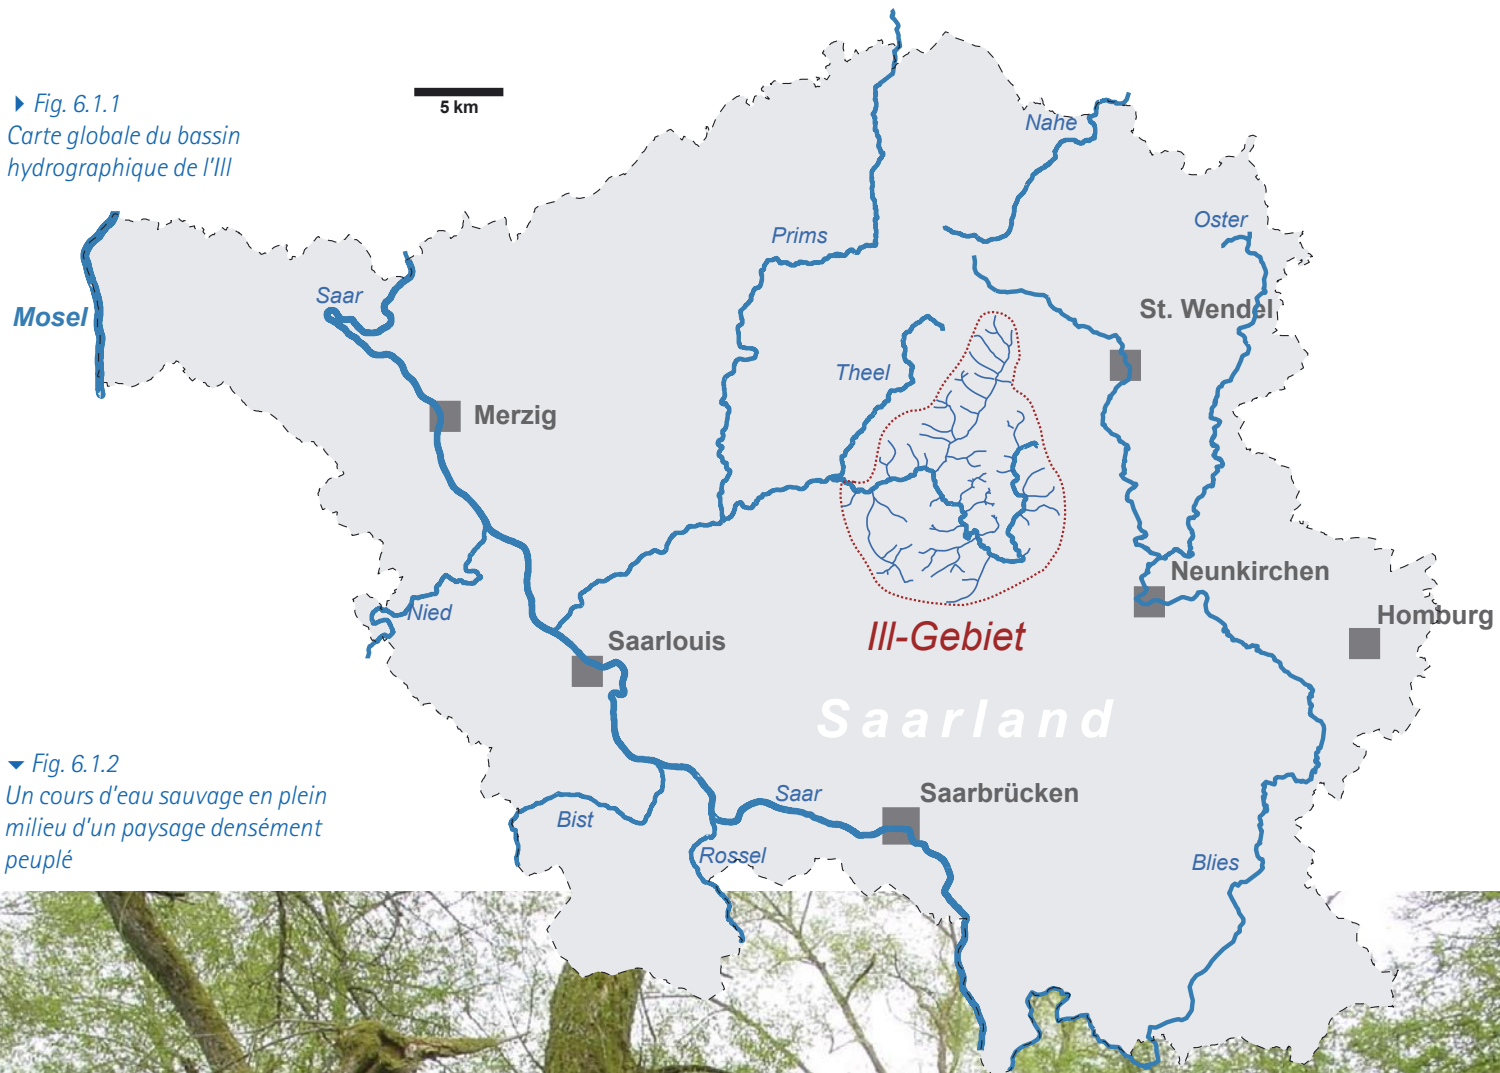 Fig. 6.1.1
Carte globale du bassin
hydrographique de l'Ill
5 km
Nahe
Oster
Prims
Saar
Mosel
St. Wendel
Theel
Merzig
Neunkirchen
Nied
Homburg
Saarlouis
Ill-Gebiet
Saarland
Fig. 6.1.2
Un cours d'eau sauvage en plein
milieu d'un paysage densément
peuplé
Saar
Saarbrücken
Bist
Rossel
Blies